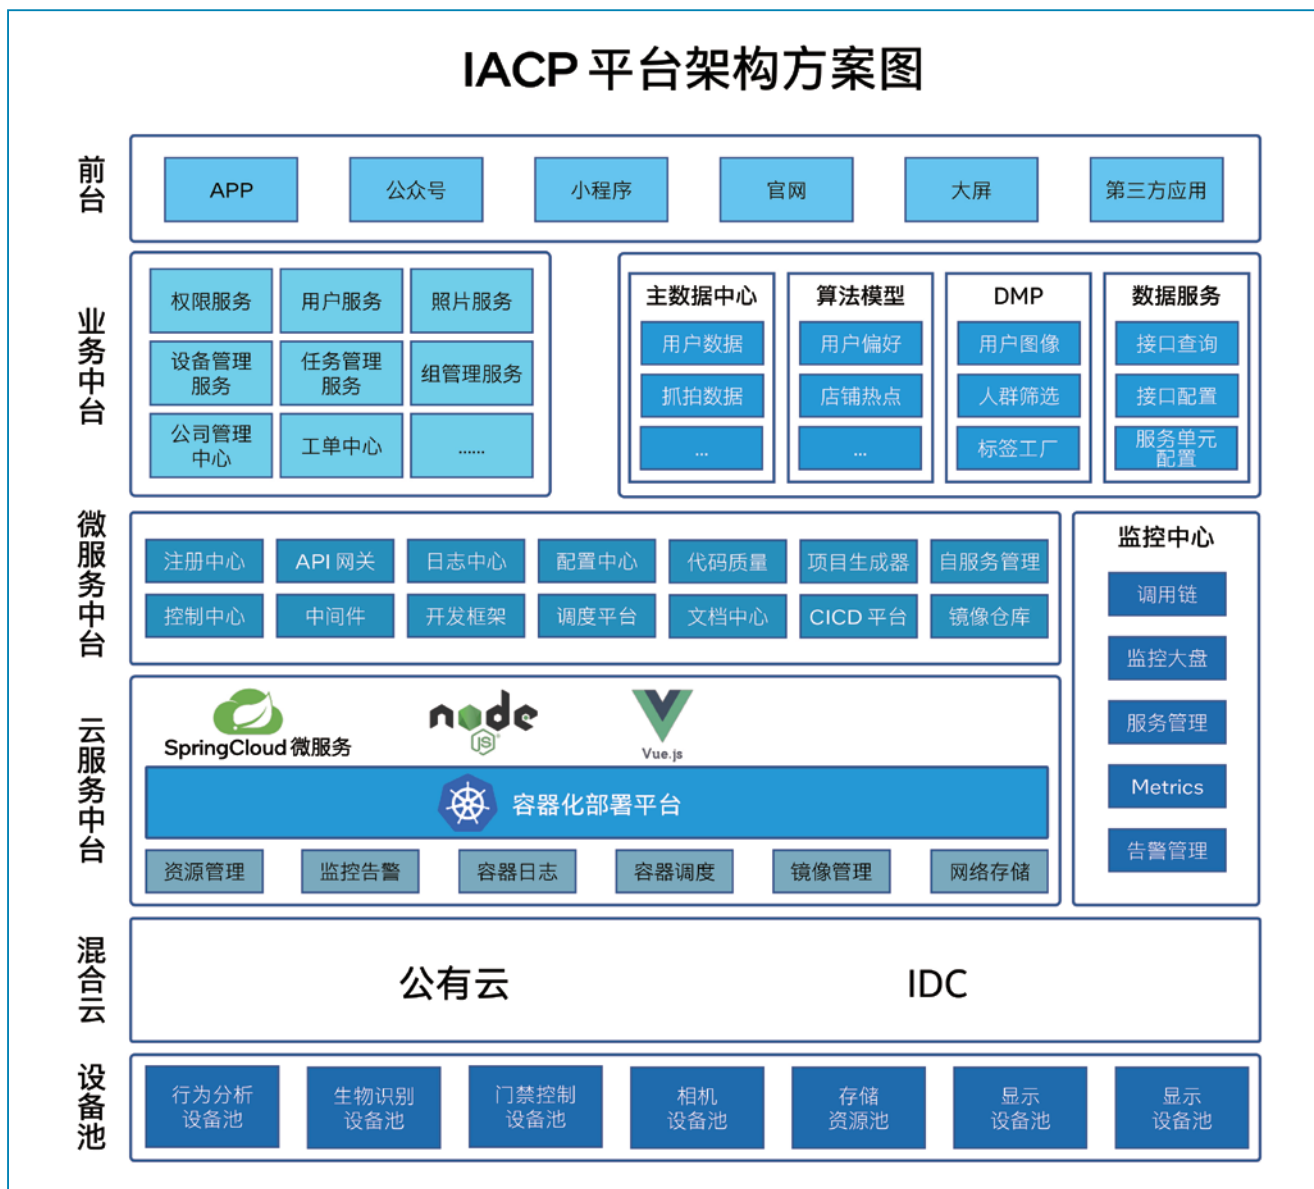 IACP 平台架构方案图
前台
APP
公众号
小程序
官网
大屏
第三方应用
业务中台
权限服务
用户服务
照片服务
设备管理
服务
任务管理
服务
组管理服务
公司管理
中心
工单中心
......
主数据中心
用户数据
抓拍数据
...
算法模型
用户偏好
店铺热点
...
DMP
用户图像
人群筛选
标签工厂
数据服务
接口查询
接口配置
服务单元
配置
微服务中台
注册中心
API 网关
日志中心
配置中心
代码质量
项目生成器
自服务管理
控制中心
中间件
开发框架
调度平台
文档中心
CICD 平台
镜像仓库
监控中心
调用链
监控大盘
服务管理
Metrics
告警管理
云服务中台
SpringCloud 微服务
node
JS
Vue.js
容器化部署平台
资源管理
监控告警
容器日志
容器调度
镜像管理
网络存储
混合云
公有云
IDC
设备池
行为分析
设备池
生物识别
设备池
门禁控制
设备池
相机
设备池
存储
资源池
显示
设备池
显示
设备池